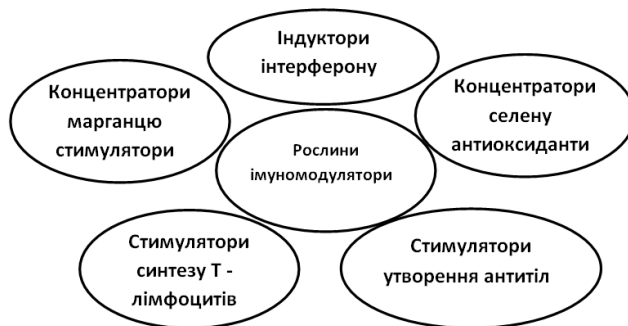 Індуктори
інтерферону
Концентратори
марганцю
стимулятори
Концентратори
селену
антиоксиданти
Рослини
імуномодулятори
Стимулятори
синтезу Т -
лімфоцитів
Стимулятори
утворення антитіл